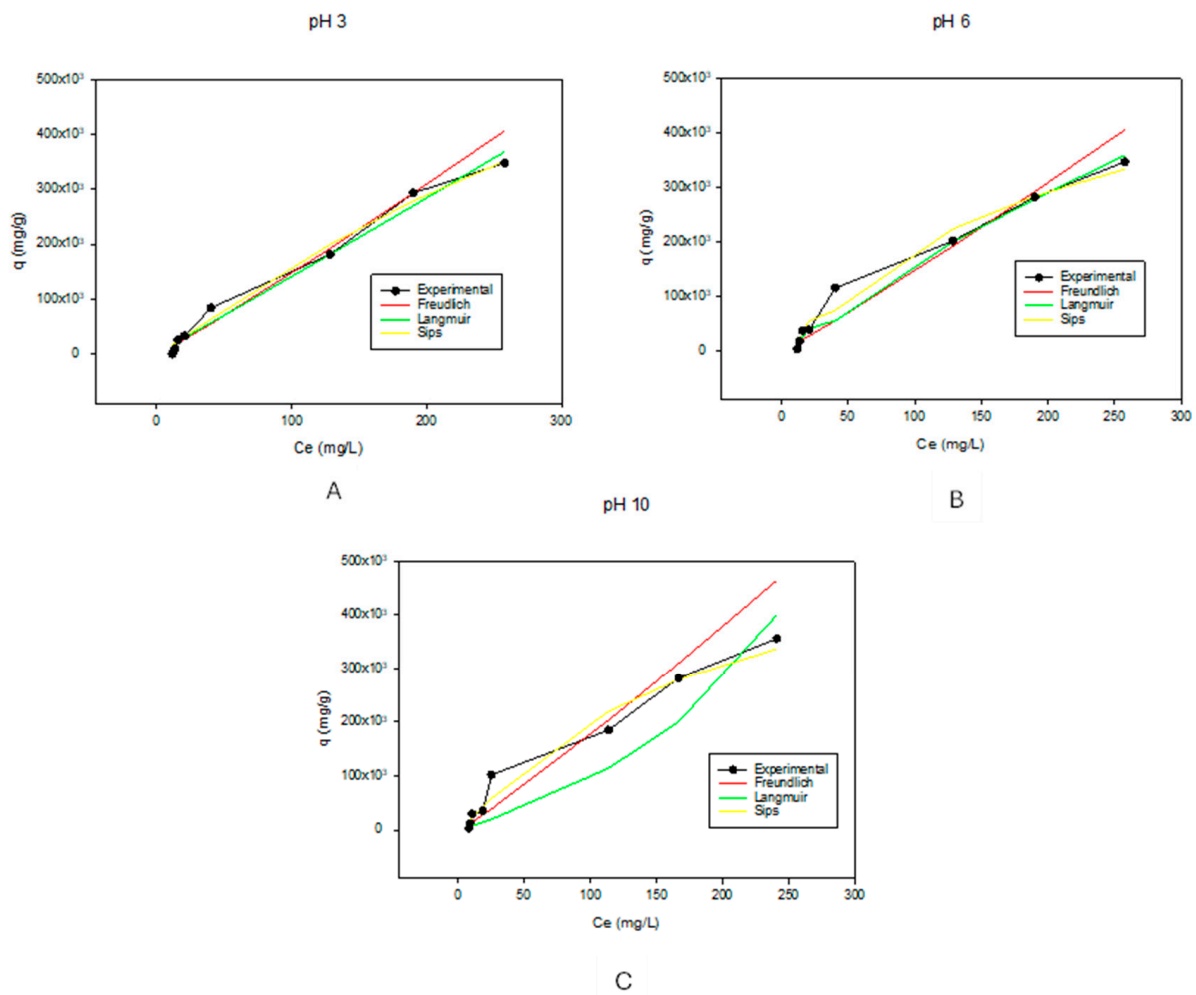 pH 3
500x10³
400x10³
300x10³
200x10³
100x10³
0
q (mg/g)
Experimental
Freudlich
Langmuir
Sips
0 100 200 300
Ce (mg/L)
A
pH 6
500x10³
400x10³
300x10³
200x10³
100x10³
0
q (mg/g)
Experimental
Freundlich
Langmuir
Sips
0 50 100 150 200 250 300
Ce (mg/L)
B
pH 10
500x10³
400x10³
300x10³
200x10³
100x10³
0
q (mg/g)
Experimental
Freundlich
Langmuir
Sips
0 50 100 150 200 250 300
Ce (mg/L)
C